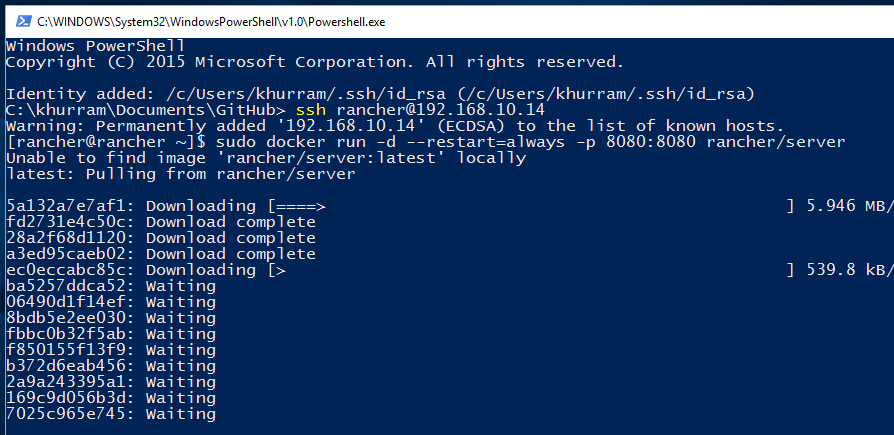 C:\WINDOWS\System32\WindowsPowerShell\v1.0\Powershell.exe
Windows PowerShell
Copyright (C) 2015 Microsoft Corporation. All rights reserved.
Identity added: /c/Users/khurram/.ssh/id_rsa (/c/Users/khurram/.ssh/id_rsa)
C:\khurram\Documents\GitHub> ssh rancher@192.168.10.14
Warning: Permanently added '192.168.10.14' (ECDSA) to the list of known hosts.
[rancher@rancher ~]$ sudo docker run -d --restart=always -p 8080:8080 rancher/server
Unable to find image 'rancher/server:latest' locally
latest: Pulling from rancher/server
5a132a7e7af1: Downloading [====>                                              ] 5.946 MB/
fd2731e4c50c: Download complete
28a2f68d1120: Download complete
a3ed95caeb02: Download complete
ec0eccabc85c: Downloading [>                                                  ] 539.8 kB/
ba5257ddca52: Waiting
06490d1f14ef: Waiting
8bdb5e2ee030: Waiting
fbbc0b32f5ab: Waiting
f850155f13f9: Waiting
b372d6eab456: Waiting
2a9a243395a1: Waiting
169c9d056b3d: Waiting
7025c965e745: Waiting